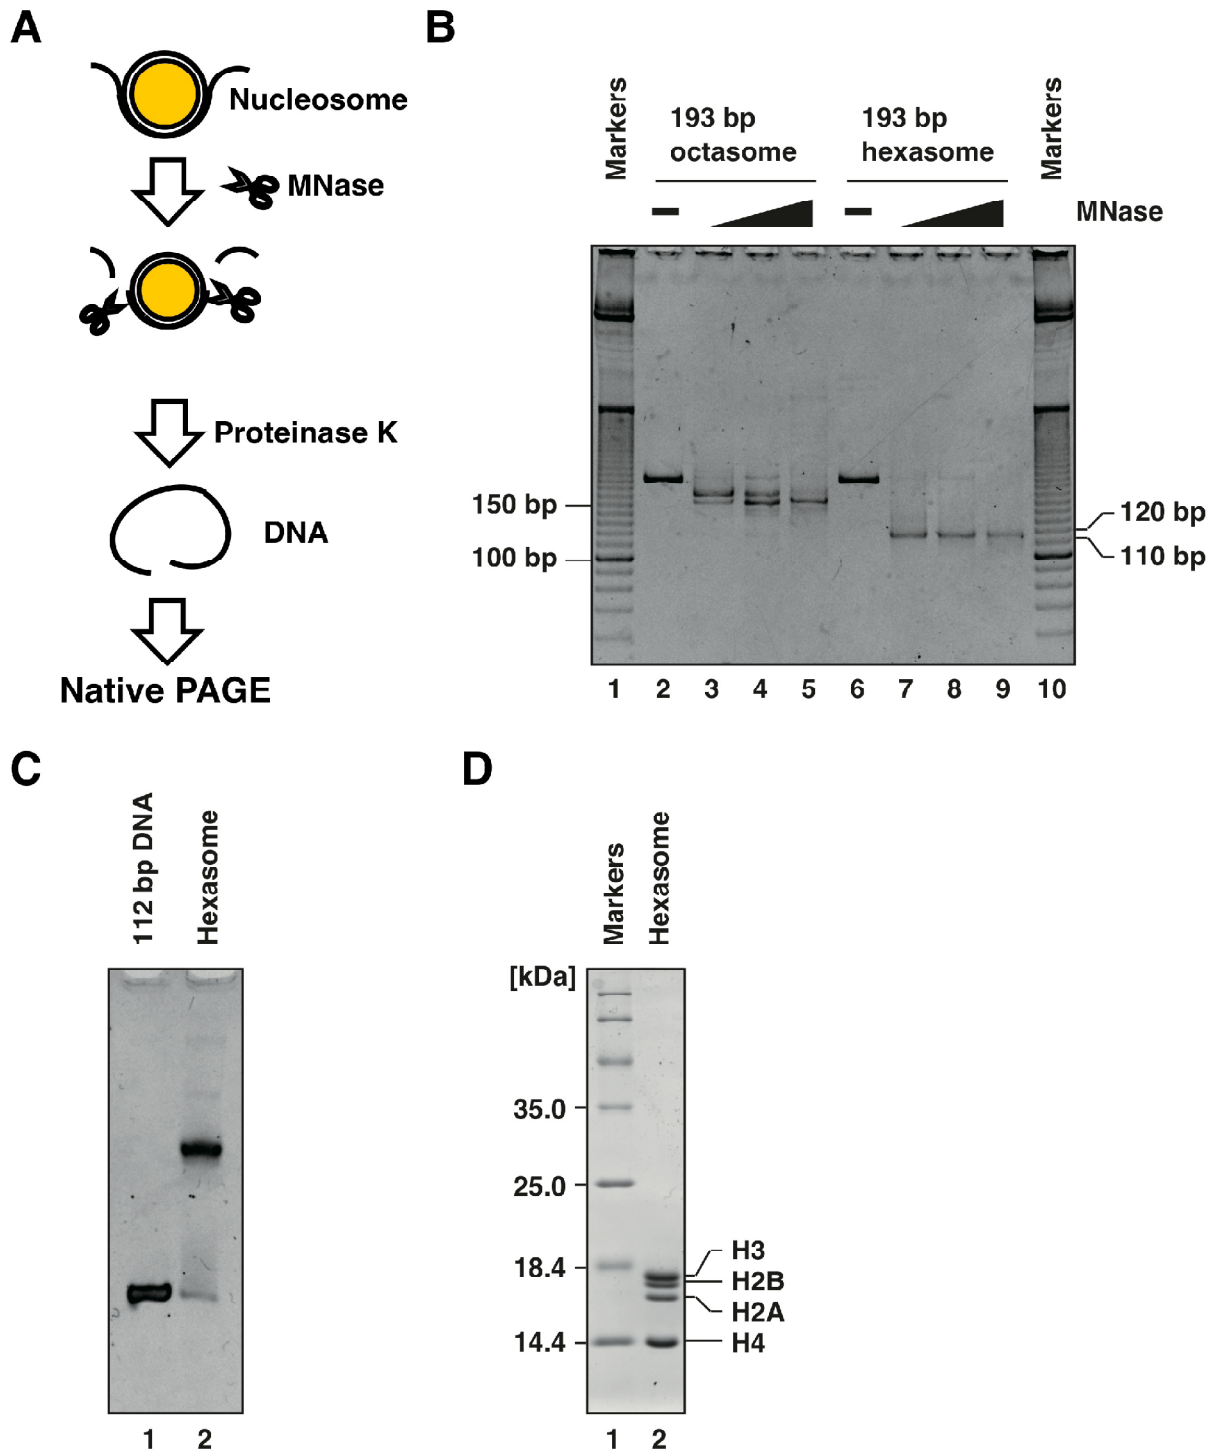 A
Nucleosome
MNase
Proteinase K
DNA
Native PAGE
B
Markers
193 bp
octasome
193 bp
hexasome
Markers
MNase
150 bp
100 bp
120 bp
110 bp
1 2 3 4 5 6 7 8 9 10
C
112 bp DNA
Hexasome
1 2
D
Markers
Hexasome
[kDa]
35.0
25.0
18.4
14.4
H3
H2B
H2A
H4
1 2